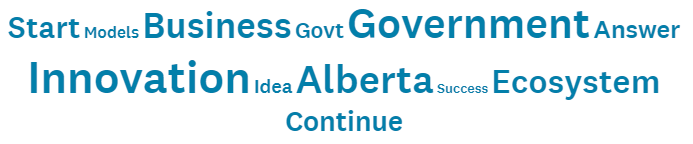 Start Models Business Govt Government Answer
Innovation Idea Alberta Success Ecosystem
Continue